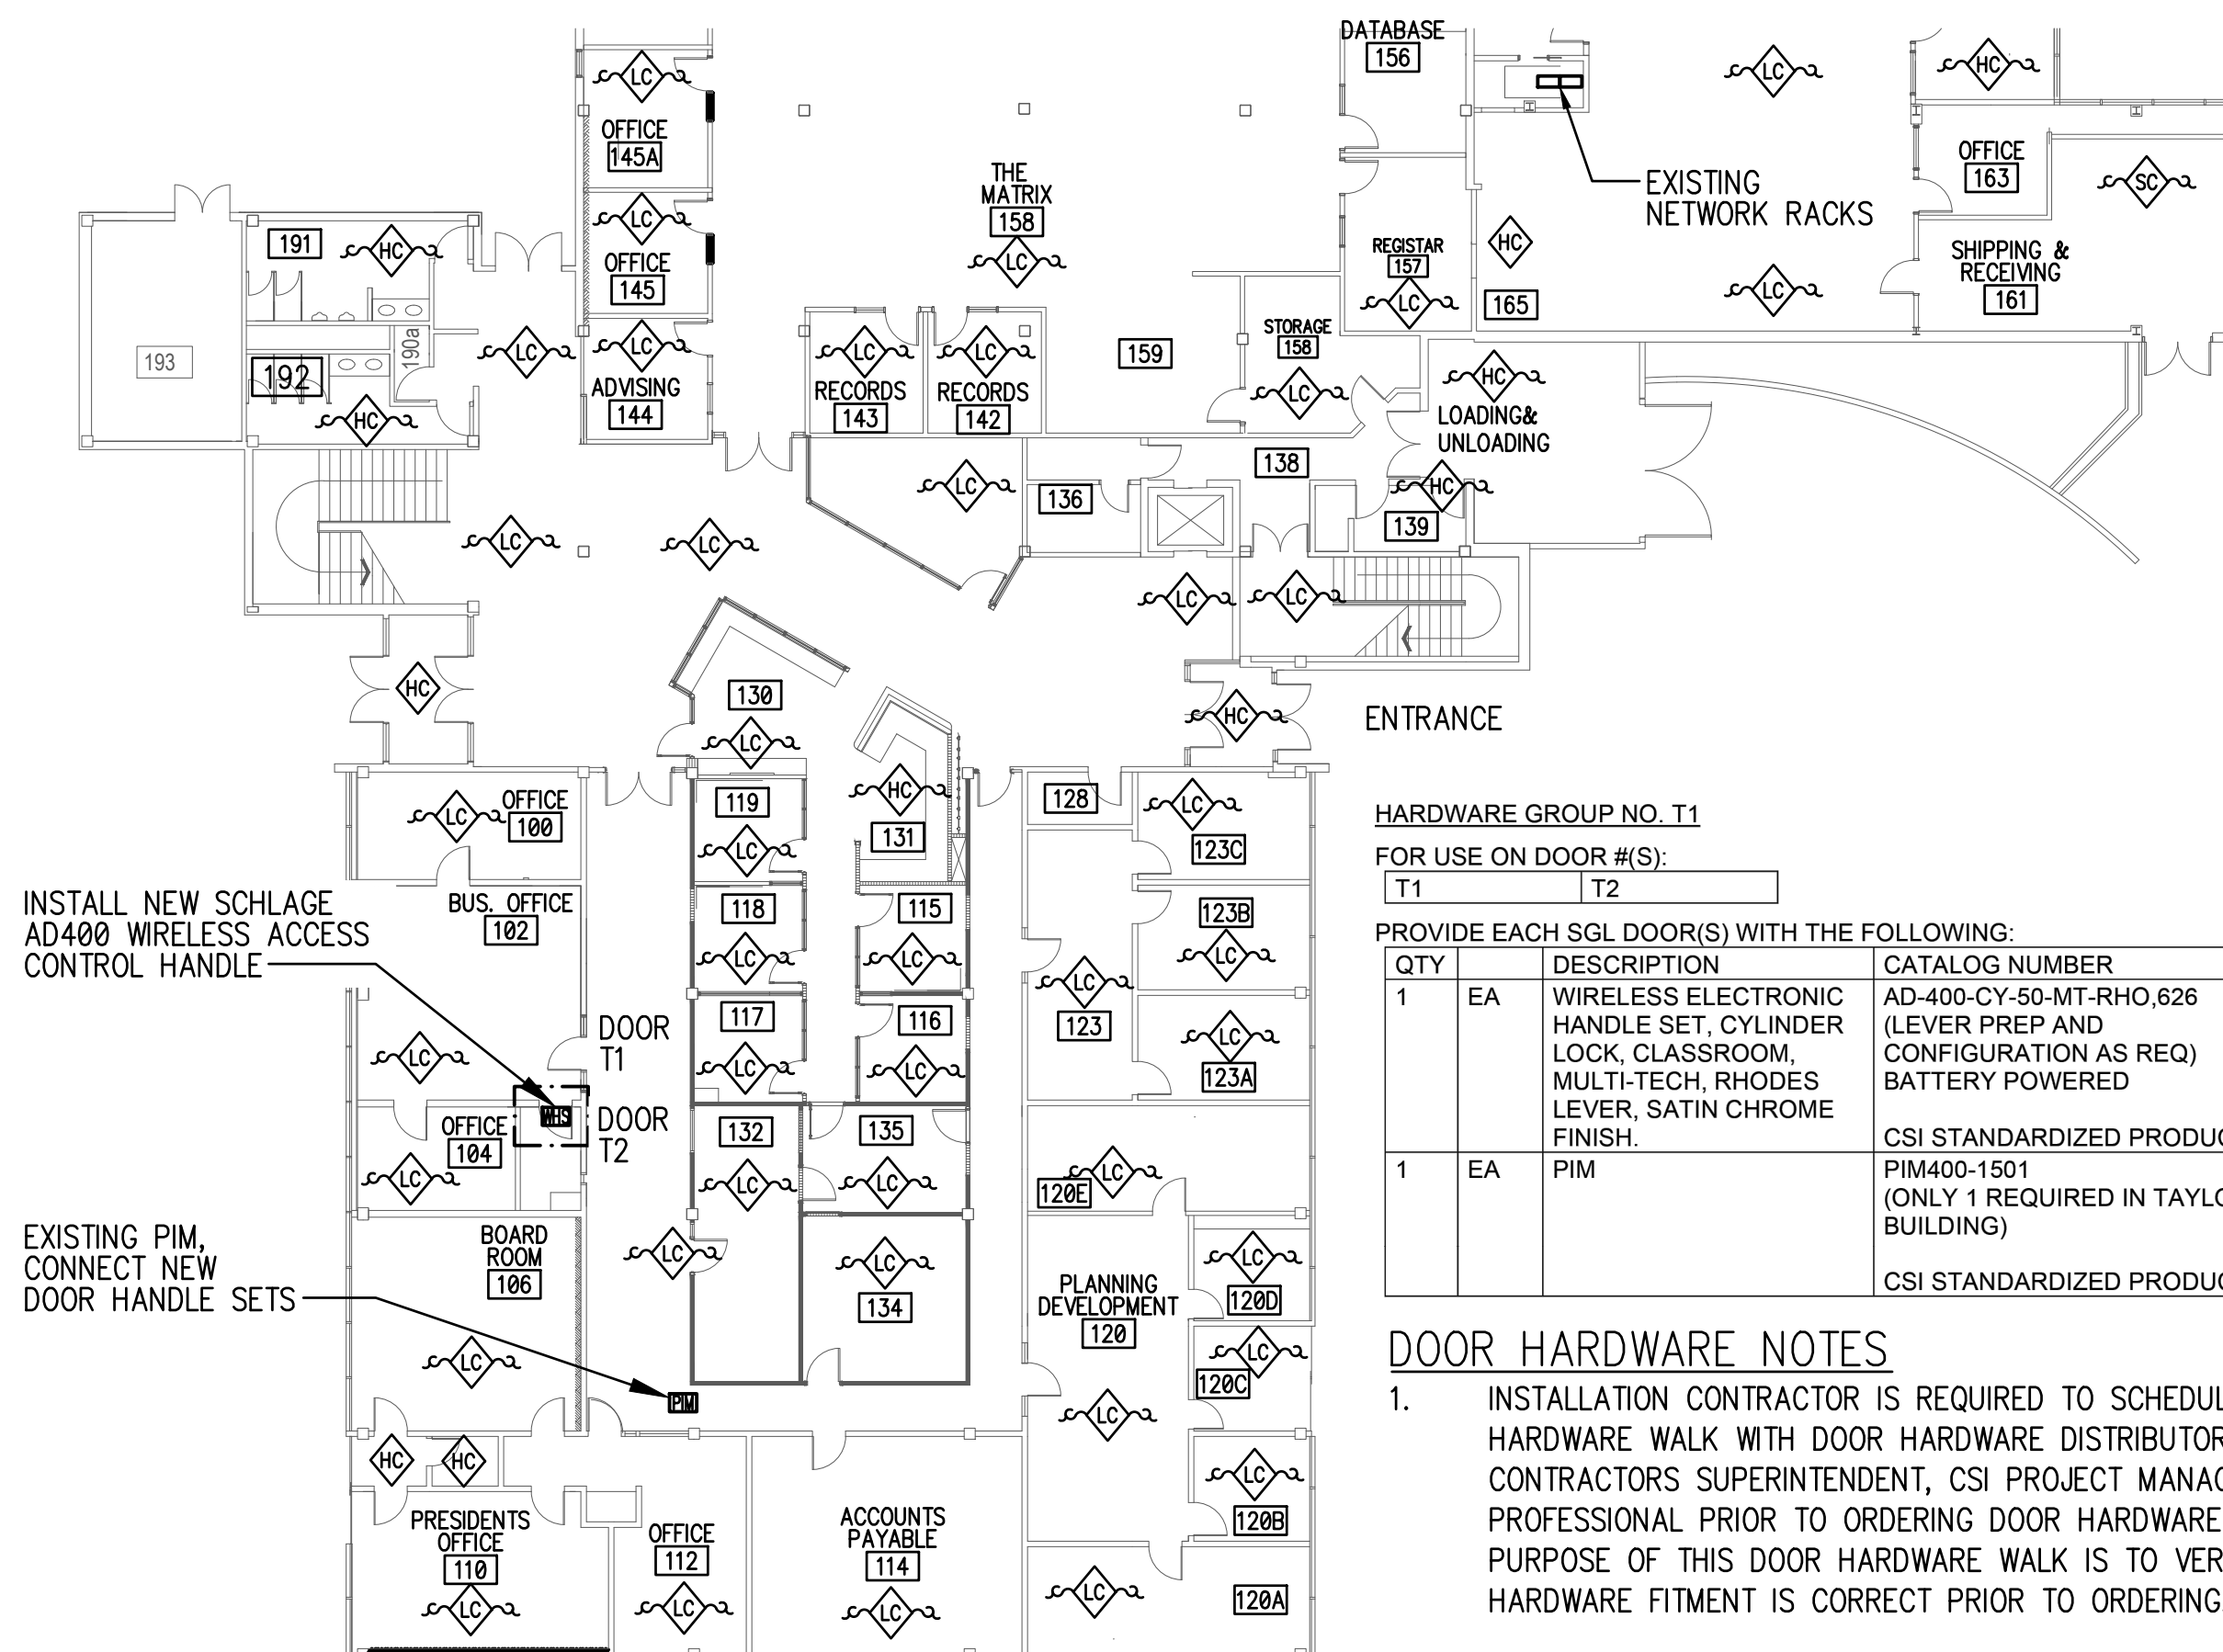 DATABASE
156
LC
HC
LC
OFFICE
145A
LC
THE
MATRIX
158
LC
EXISTING
NETWORK RACKS
OFFICE
163
SC
191
HC
LC
OFFICE
145
REGISTAR
157
LC
HC
165
LC
SHIPPING &
RECEIVING
161
193
190a
192
HC
LC
LC
ADVISING
144
LC
RECORDS
143
LC
RECORDS
142
159
STORAGE
158
LC
HC
LOADING&
UNLOADING
LC
LC
LC
136
138
HC
139
LC
LC
HC
130
LC
HC
ENTRANCE
LC
OFFICE
100
119
LC
HC
131
128
LC
123C
HARDWARE GROUP NO. T1
FOR USE ON DOOR #(S):
T1 T2
INSTALL NEW SCHLAGE
AD400 WIRELESS ACCESS
CONTROL HANDLE
BUS. OFFICE
102
118
LC
115
LC
123B
LC
PROVIDE EACH SGL DOOR(S) WITH THE FOLLOWING:
QTY DESCRIPTION CATALOG NUMBER
1 EA WIRELESS ELECTRONIC AD-400-CY-50-MT-RHO,626
HANDLE SET, CYLINDER (LEVER PREP AND
LOCK, CLASSROOM, CONFIGURATION AS REQ)
MULTI-TECH, RHODES BATTERY POWERED
LEVER, SATIN CHROME
FINISH. CSI STANDARDIZED PRODUC
1 EA PIM PIM400-1501
(ONLY 1 REQUIRED IN TAYLO
BUILDING)
CSI STANDARDIZED PRODUC
LC
DOOR
T1
117
LC
116
LC
LC
123
LC
123A
WHS
DOOR
T2
OFFICE
104
LC
132
LC
135
LC
LC
120E
EXISTING PIM,
CONNECT NEW
DOOR HANDLE SETS
BOARD
ROOM
106
LC
LC
LC
134
PLANNING
DEVELOPMENT
120
LC
LC
120D
LC
120C
PIM
HC
HC
LC
120B
DOOR HARDWARE NOTES
1. INSTALLATION CONTRACTOR IS REQUIRED TO SCHEDUL
HARDWARE WALK WITH DOOR HARDWARE DISTRIBUTOR
CONTRACTORS SUPERINTENDENT, CSI PROJECT MANAG
PROFESSIONAL PRIOR TO ORDERING DOOR HARDWARE
PURPOSE OF THIS DOOR HARDWARE WALK IS TO VER
HARDWARE FITMENT IS CORRECT PRIOR TO ORDERING
PRESIDENTS
OFFICE
110
LC
OFFICE
112
LC
ACCOUNTS
PAYABLE
114
LC
LC
120A